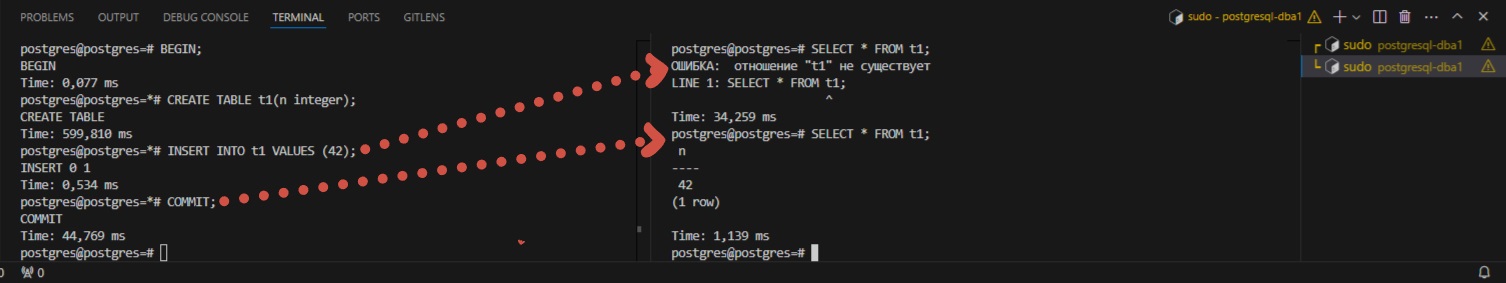 PROBLEMS OUTPUT DEBUG CONSOLE TERMINAL PORTS GITLENS
sudo - postgresql-dba1
postgres@postgres=# BEGIN;
BEGIN
Time: 0,077 ms
postgres@postgres=*# CREATE TABLE t1(n integer);
CREATE TABLE
Time: 599,810 ms
postgres@postgres=*# INSERT INTO t1 VALUES (42);
INSERT 0 1
Time: 0,534 ms
postgres@postgres=*# COMMIT;
COMMIT
Time: 44,769 ms
postgres@postgres=#
postgres@postgres=# SELECT * FROM t1;
ОШИБКА:  отношение "t1" не существует
LINE 1: SELECT * FROM t1;
^
Time: 34,259 ms
postgres@postgres=# SELECT * FROM t1;
n
----
42
(1 row)
Time: 1,139 ms
postgres@postgres=#
sudo postgresql-dba1
sudo postgresql-dba1
0 0